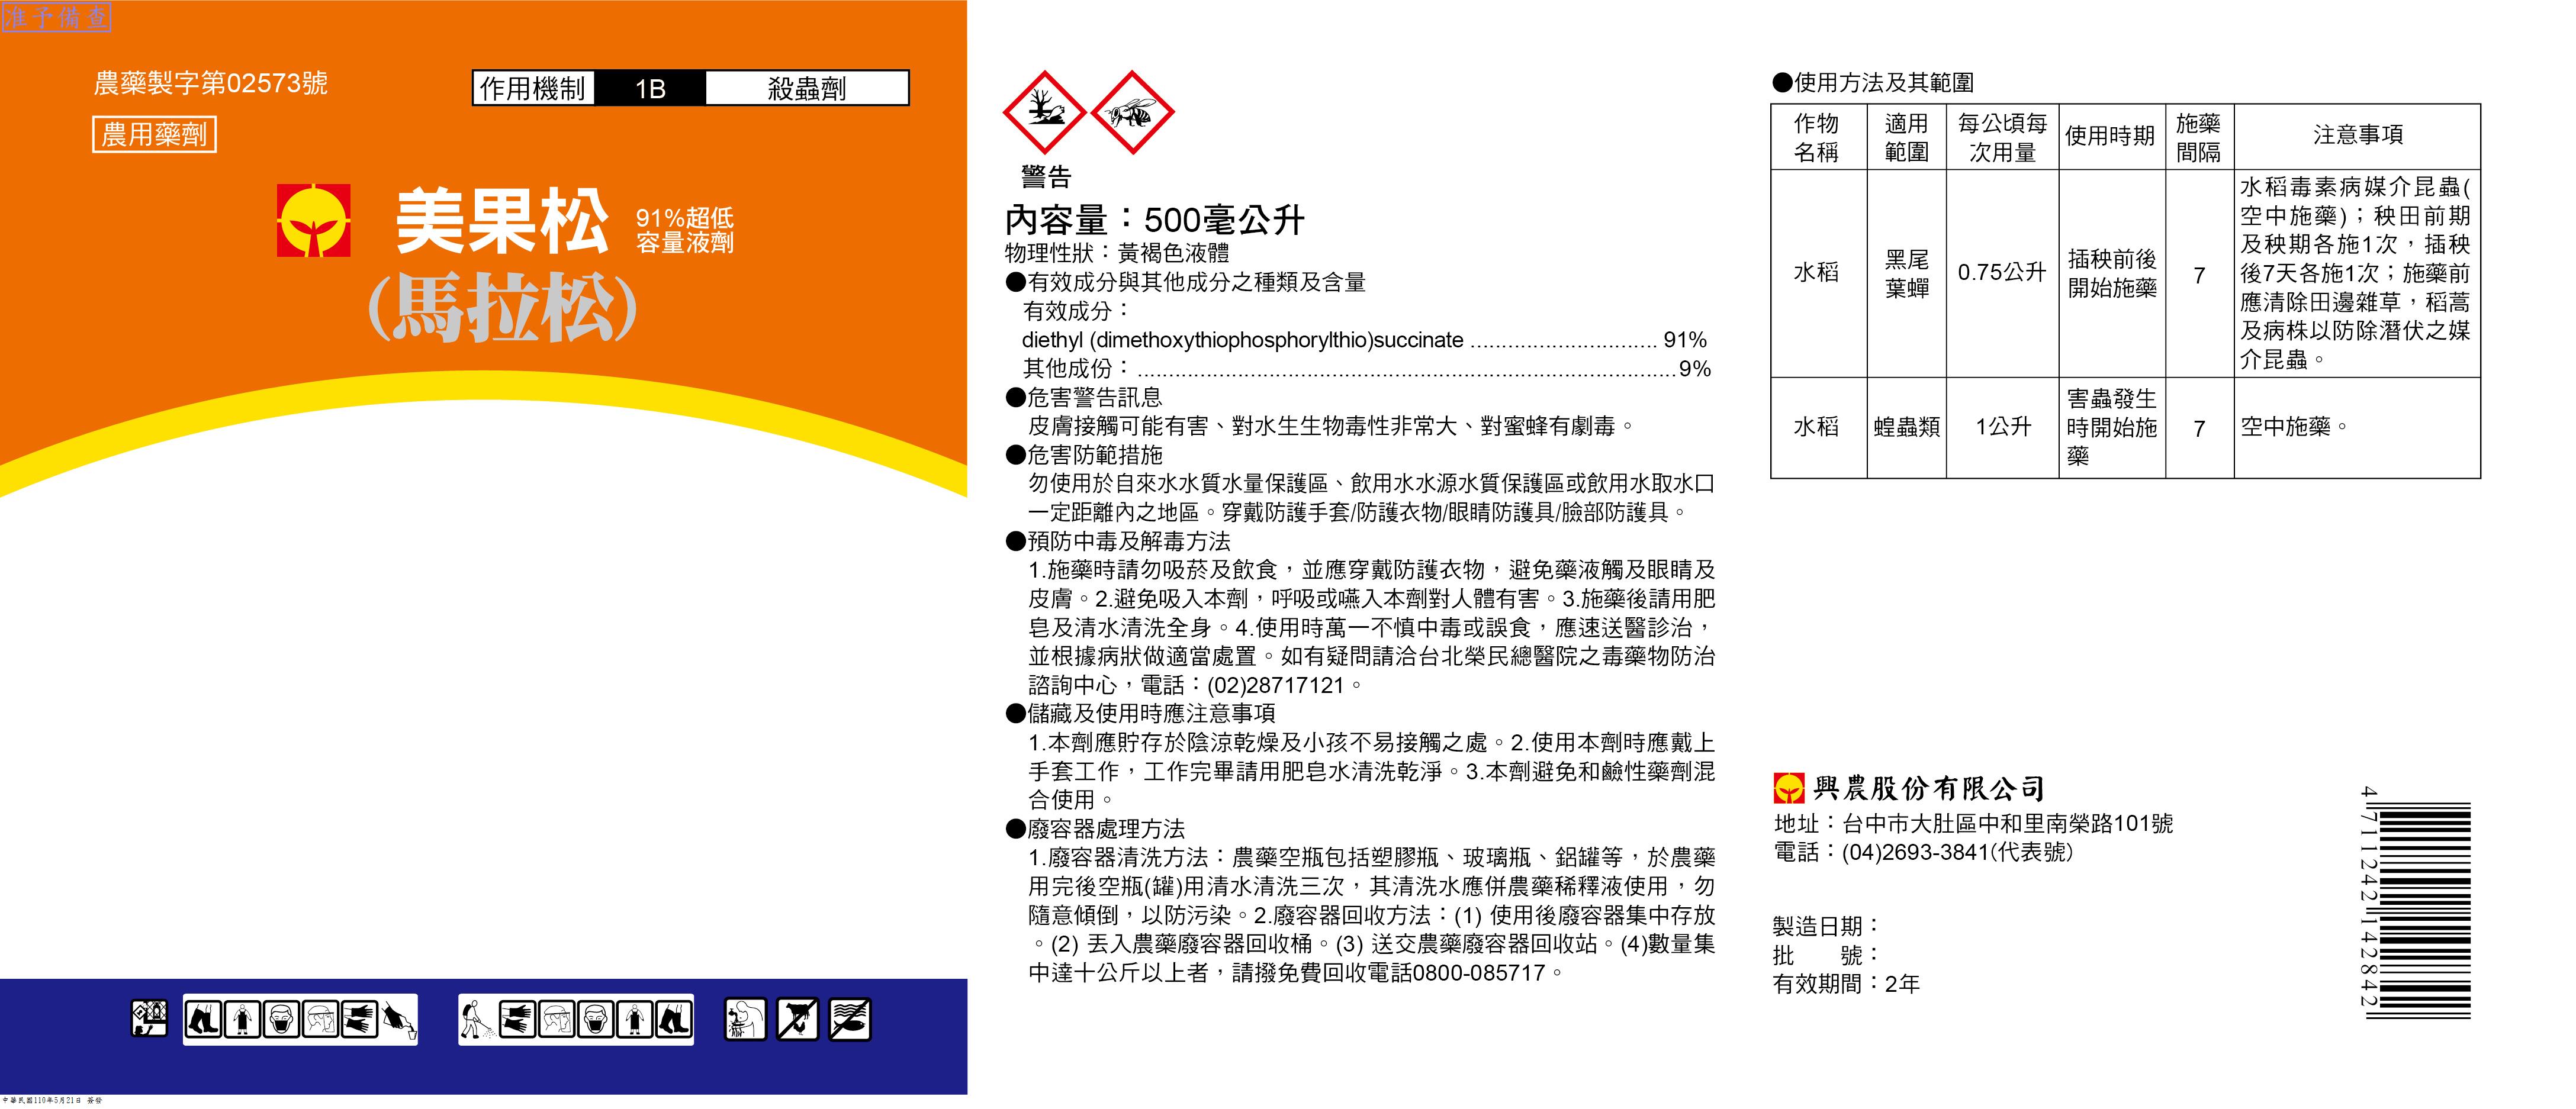 准予備查
農藥製字第02573號
農用藥劑
作用機制 1B 殺蟲劑
美果松
91%超低
容量液劑
(馬拉松)
中華民國110年5月21日 簽發
警告
內容量：500毫公升
物理性狀：黃褐色液體
●有效成分與其他成分之種類及含量
有效成分：
diethyl (dimethoxythiophosphorylthio)succinate .............................. 91%
其他成份：......................................................................................9%
●危害警告訊息
皮膚接觸可能有害、對水生生物毒性非常大、對蜜蜂有劇毒。
●危害防範措施
勿使用於自來水水質水量保護區、飲用水水源水質保護區或飲用水取水口
一定距離內之地區。穿戴防護手套/防護衣物/眼睛防護具/臉部防護具。
●預防中毒及解毒方法
1.施藥時請勿吸菸及飲食，並應穿戴防護衣物，避免藥液觸及眼睛及
皮膚。2.避免吸入本劑，呼吸或嚥入本劑對人體有害。3.施藥後請用肥
皂及清水清洗全身。4.使用時萬一不慎中毒或誤食，應速送醫診治，
並根據病狀做適當處置。如有疑問請洽台北榮民總醫院之毒藥物防治
諮詢中心，電話：(02)28717121。
●儲藏及使用時應注意事項
1.本劑應貯存於陰涼乾燥及小孩不易接觸之處。2.使用本劑時應戴上
手套工作，工作完畢請用肥皂水清洗乾淨。3.本劑避免和鹼性藥劑混
合使用。
●廢容器處理方法
1.廢容器清洗方法：農藥空瓶包括塑膠瓶、玻璃瓶、鋁罐等，於農藥
用完後空瓶(罐)用清水清洗三次，其清洗水應併農藥稀釋液使用，勿
隨意傾倒，以防污染。2.廢容器回收方法：(1) 使用後廢容器集中存放
。(2) 丟入農藥廢容器回收桶。(3) 送交農藥廢容器回收站。(4)數量集
中達十公斤以上者，請撥免費回收電話0800-085717。
●使用方法及其範圍
作物
名稱
適用
範圍
每公頃每
次用量
使用時期
施藥
間隔
注意事項
水稻
黑尾
葉蟬
0.75公升
插秧前後
開始施藥
7
水稻毒素病媒介昆蟲(
空中施藥)；秧田前期
及秧期各施1次，插秧
後7天各施1次；施藥前
應清除田邊雜草，稻蒿
及病株以防除潛伏之媒
介昆蟲。
水稻
蝗蟲類
1公升
害蟲發生
時開始施
藥
7
空中施藥。
興農股份有限公司
地址：台中市大肚區中和里南榮路101號
電話：(04)2693-3841(代表號)
製造日期：
批　　號：
有效期間：2年
4 711242 142842